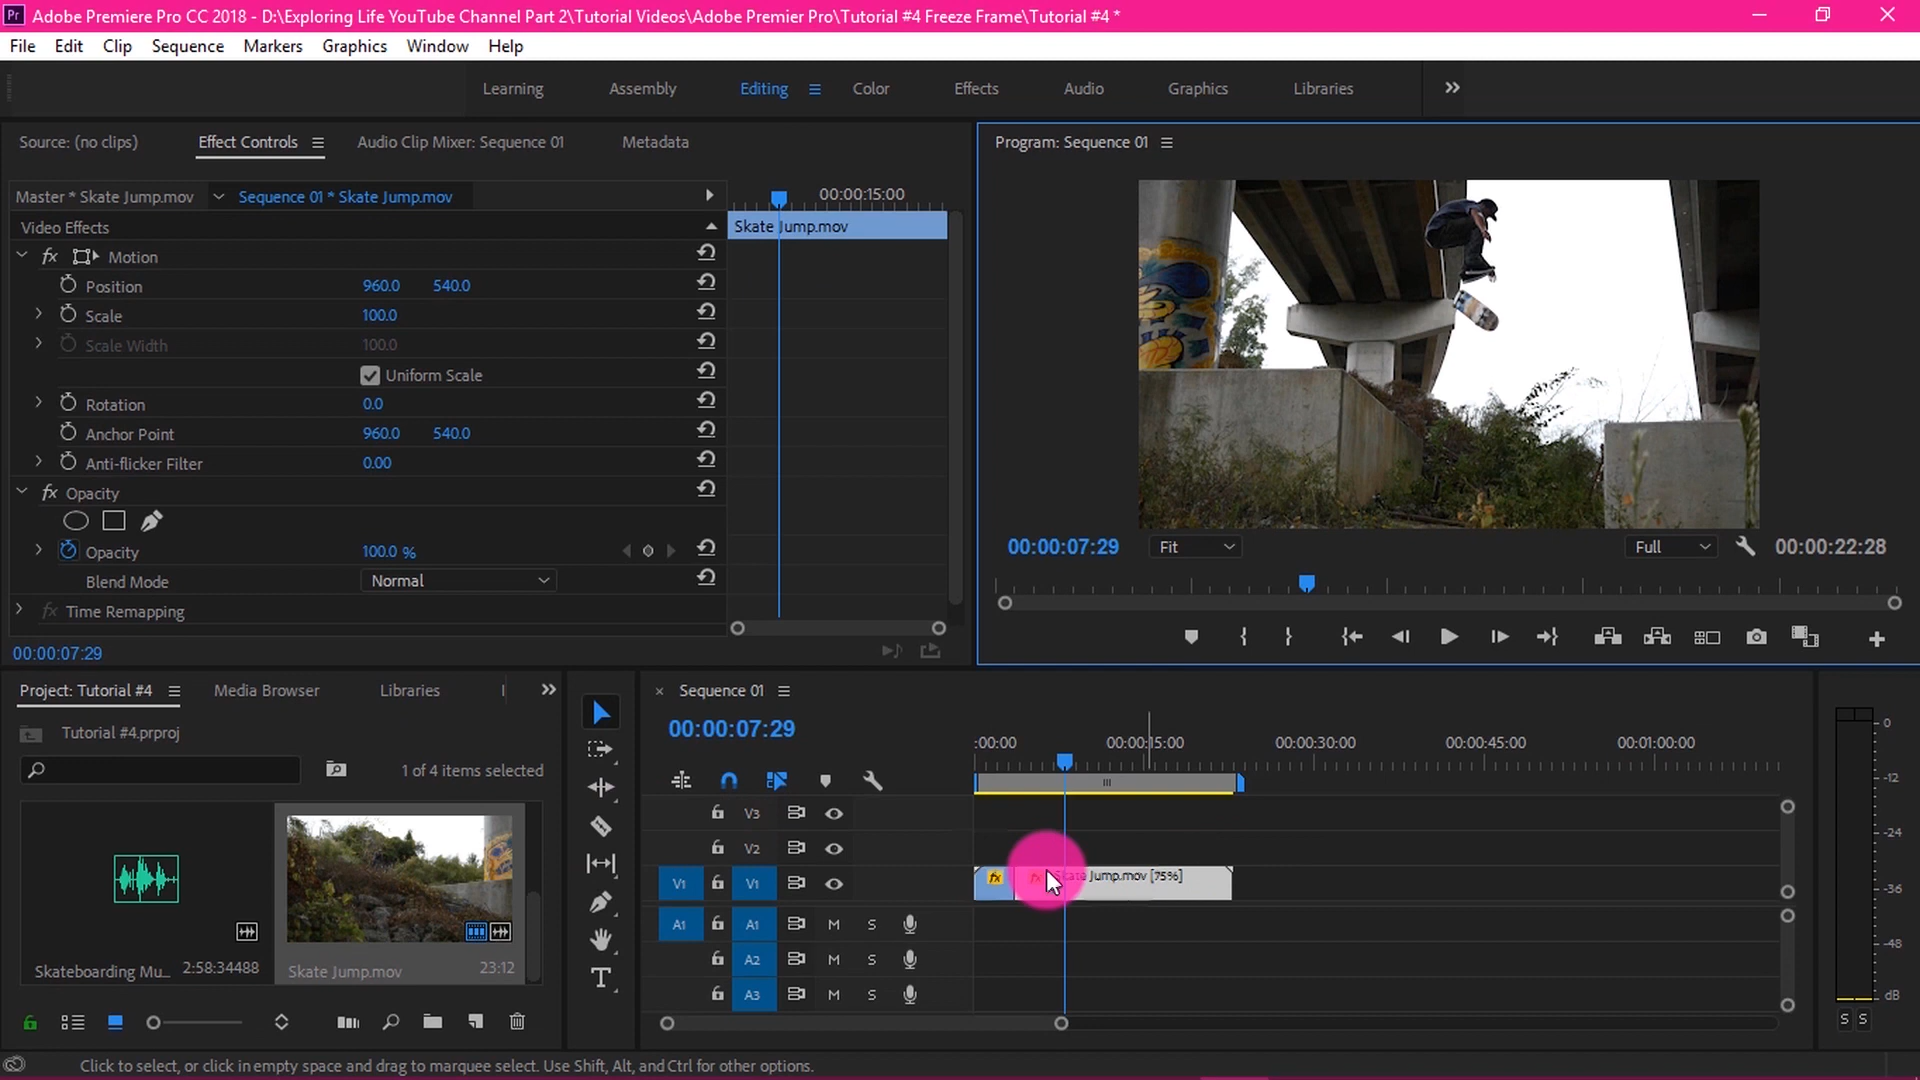 Pr Adobe Premiere Pro CC 2018 - D:\Exploring Life YouTube Channel Part 2\Tutorial Videos\Adobe Premier Pro\Tutorial #4 Freeze Frame\Tutorial #4 *
File Edit Clip Sequence Markers Graphics Window Help
Learning Assembly Editing Color Effects Audio Graphics Libraries
Source: (no clips) Effect Controls Audio Clip Mixer: Sequence 01 Metadata
Program: Sequence 01
Master * Skate Jump.mov Sequence 01 * Skate Jump.mov 00:00:15:00
Video Effects Skate Jump.mov
fx Motion
Position 960.0 540.0
Scale 100.0
Scale Width 100.0
Uniform Scale
Rotation 0.0
Anchor Point 960.0 540.0
Anti-flicker Filter 0.00
fx Opacity
Opacity 100.0 %
Blend Mode Normal
fx Time Remapping
00:00:07:29
00:00:07:29 Fit Full 00:00:22:28
Project: Tutorial #4 Media Browser Libraries
Tutorial #4.prproj
1 of 4 items selected
Skateboarding Mu... 2:58:34488
Skate Jump.mov 23:12
Sequence 01
00:00:07:29
:00:00 00:00:15:00 00:00:30:00 00:00:45:00 00:01:00:00
V3
V2
V1 V1 fx fx Skate Jump.mov [75%]
A1 A1 M S
A2 M S
A3 M S
T
0
-12
-24
-36
-48
dB
S S
Click to select, or click in empty space and drag to marquee select. Use Shift, Alt, and Ctrl for other options.